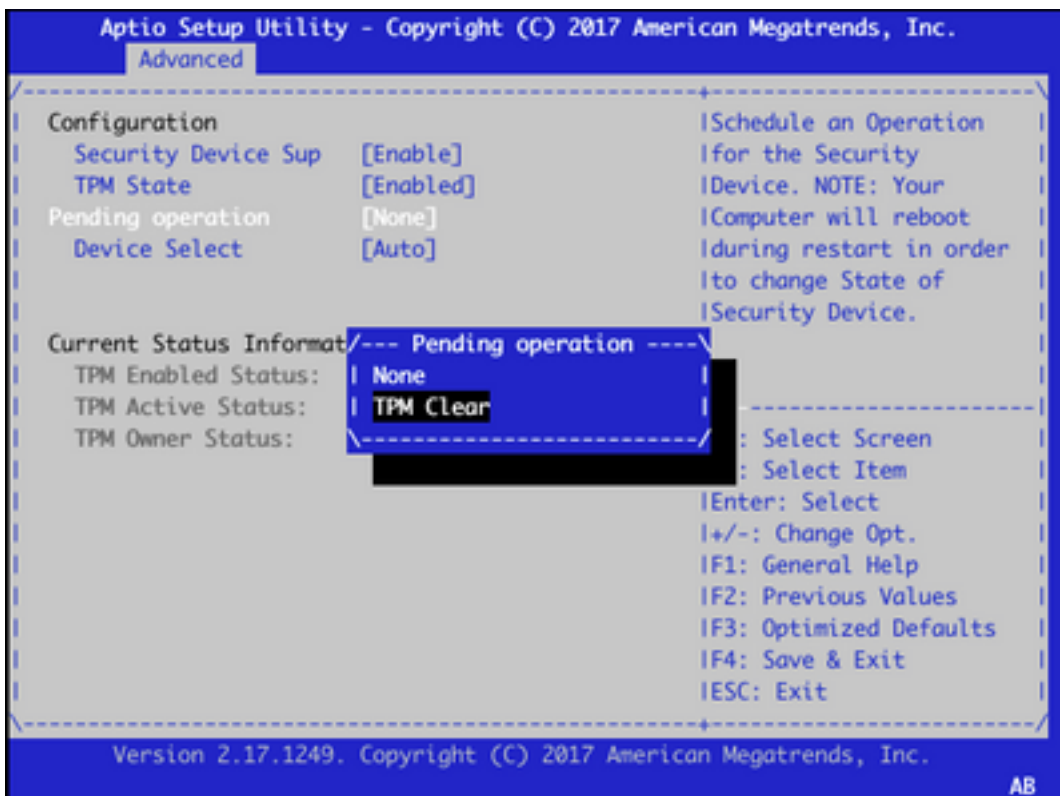 Aptio Setup Utility - Copyright (C) 2017 American Megatrends, Inc.
Advanced
Configuration
Security Device Sup [Enable]
TPM State [Enabled]
Pending operation [None]
Device Select [Auto]
Current Status Informat
TPM Enabled Status:
TPM Active Status:
TPM Owner Status:
Pending operation
None
TPM Clear
Schedule an Operation
for the Security
Device. NOTE: Your
Computer will reboot
during restart in order
to change State of
Security Device.
: Select Screen
: Select Item
Enter: Select
+/-: Change Opt.
F1: General Help
F2: Previous Values
F3: Optimized Defaults
F4: Save & Exit
ESC: Exit
Version 2.17.1249. Copyright (C) 2017 American Megatrends, Inc.
AB